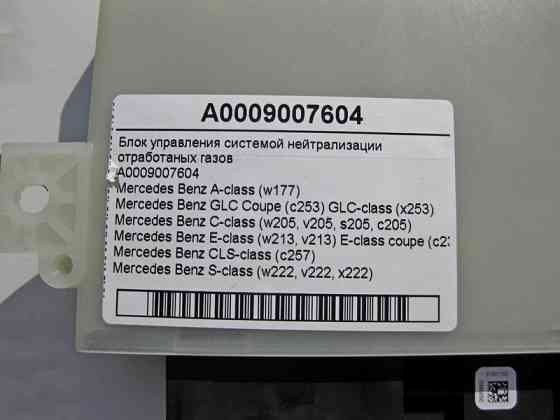 A0009007604
Блок управления системой нейтрализации
отработаных газов
A0009007604
Mercedes Benz A-class (w177)
Mercedes Benz GLC Coupe (c253) GLC-class (x253)
Mercedes Benz C-class (w205, v205, s205, c205)
Mercedes Benz E-class (w213, v213) E-class coupe (c23
Mercedes Benz CLS-class (c257)
Mercedes Benz S-class (w222, v222, x222)